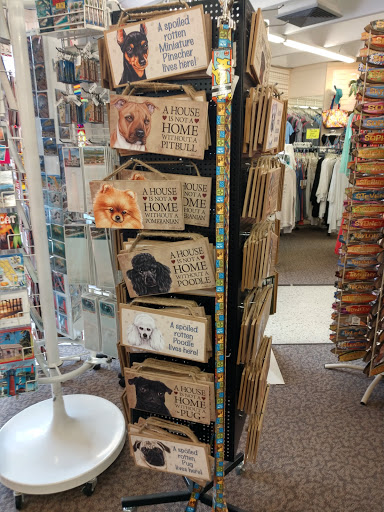 A spoiled
rotten
Miniature
Pinscher
lives here!
A HOUSE
IS NOT A
HOME
WITHOUT A
PITBULL
A HOUSE
IS NOT A
HOME
WITHOUT A
POMERANIAN
A HOUSE
IS NOT A
HOME
WITHOUT A
POODLE
A spoiled
rotten
Poodle
lives here!
A HOUSE
IS NOT A
HOME
WITHOUT A
PUG
A spoiled
rotten
Pug
lives here!